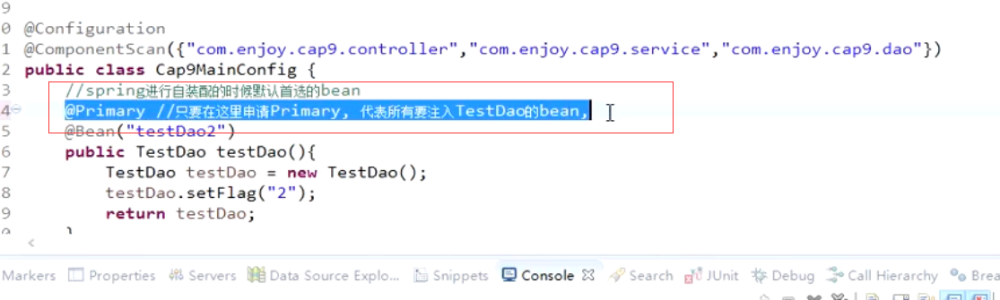 9
0 @Configuration
1 @ComponentScan({"com.enjoy.cap9.controller","com.enjoy.cap9.service","com.enjoy.cap9.dao"})
2 public class Cap9MainConfig {
3 //spring进行自装配的时候默认首选的bean
4 @Primary //只要在这里申请Primary, 代表所有要注入TestDao的bean,
5 @Bean("testDao2")
6 public TestDao testDao(){
7 TestDao testDao = new TestDao();
8 testDao.setFlag("2");
9 return testDao;
0 }
Markers Properties Servers Data Source Explo... Snippets Console Search JUnit Debug Call Hierarchy Brea